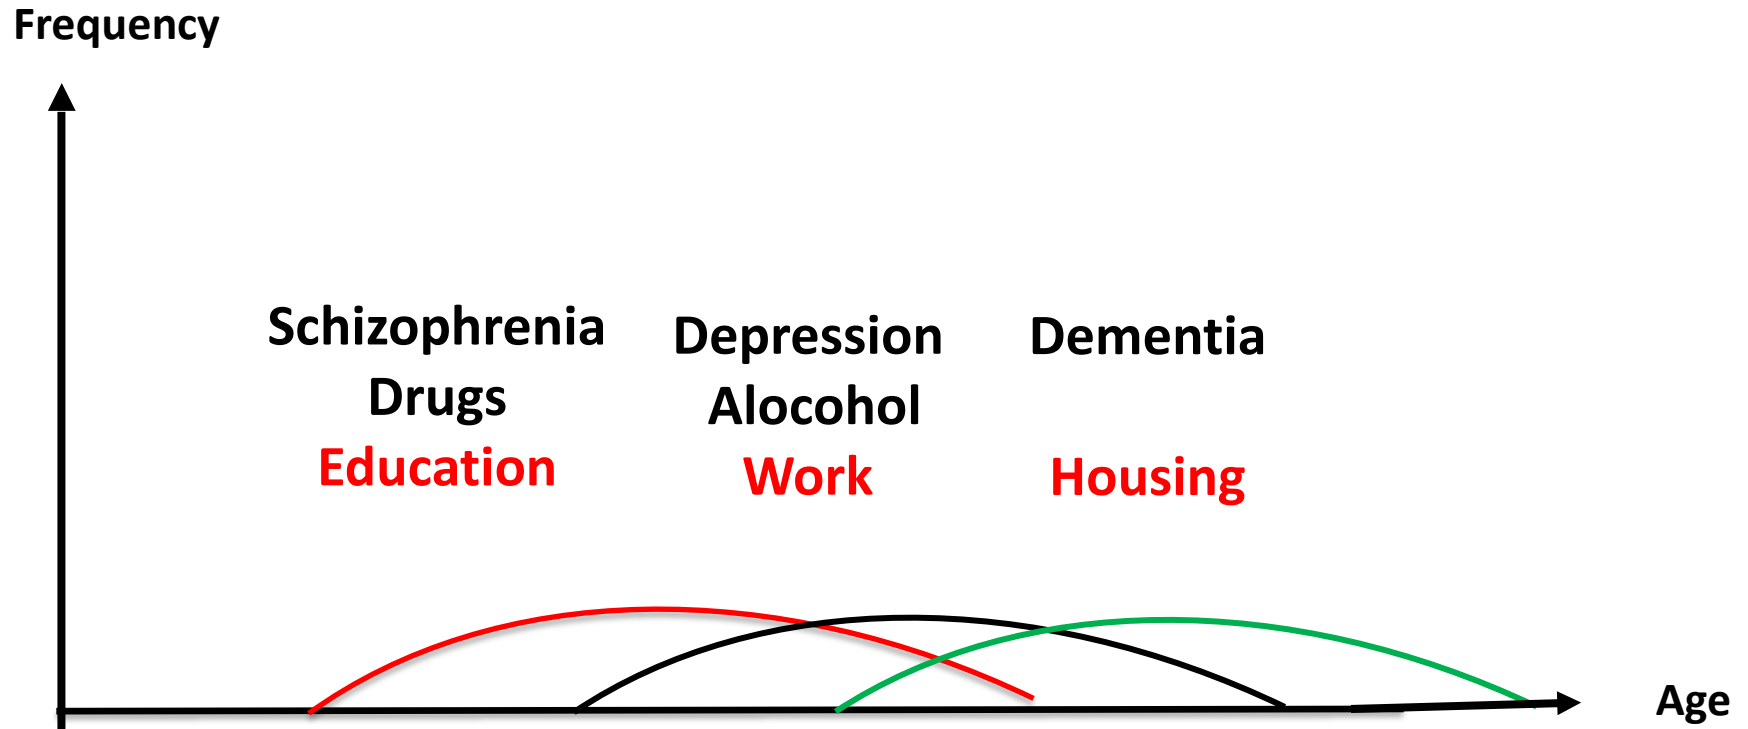 Frequency
Schizophrenia
Drugs
Education
Depression
Alocohol
Work
Dementia
Housing
Age